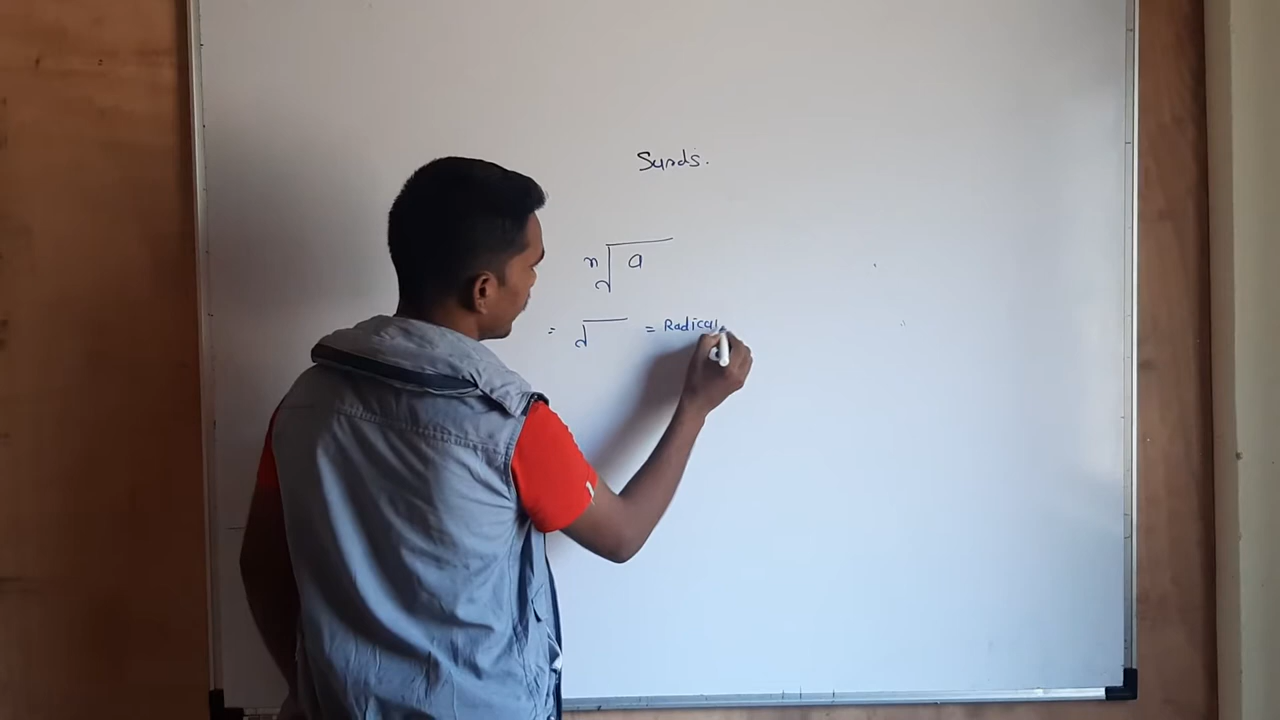 Surds.
n√a
= √ = Radical